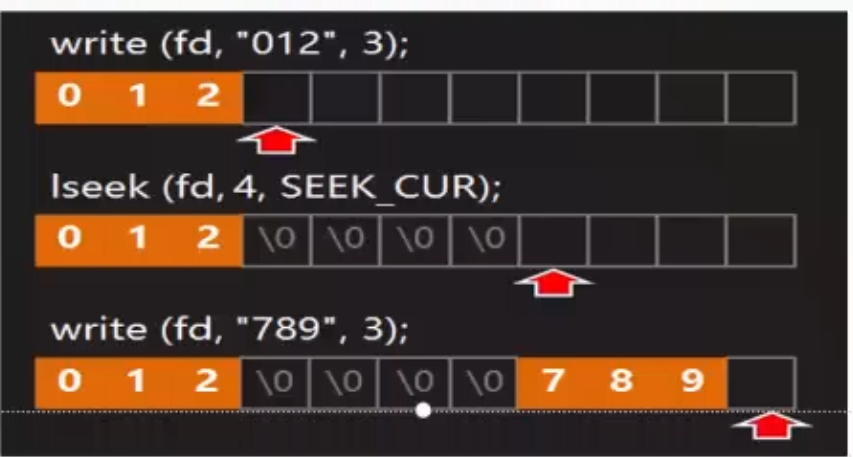 write (fd, "012", 3);
0 1 2
lseek (fd, 4, SEEK_CUR);
0 1 2 \0 \0 \0 \0
write (fd, "789", 3);
0 1 2 \0 \0 \0 \0 7 8 9